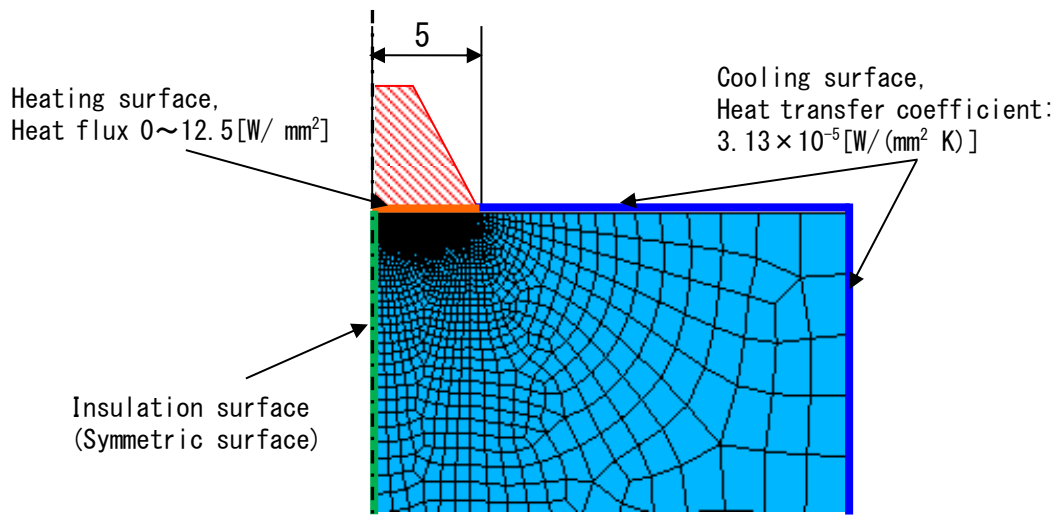 5
Heating surface,
Heat flux 0～12.5[W/ mm²]
Cooling surface,
Heat transfer coefficient:
3.13×10⁻⁵[W/(mm² K)]
Insulation surface
(Symmetric surface)